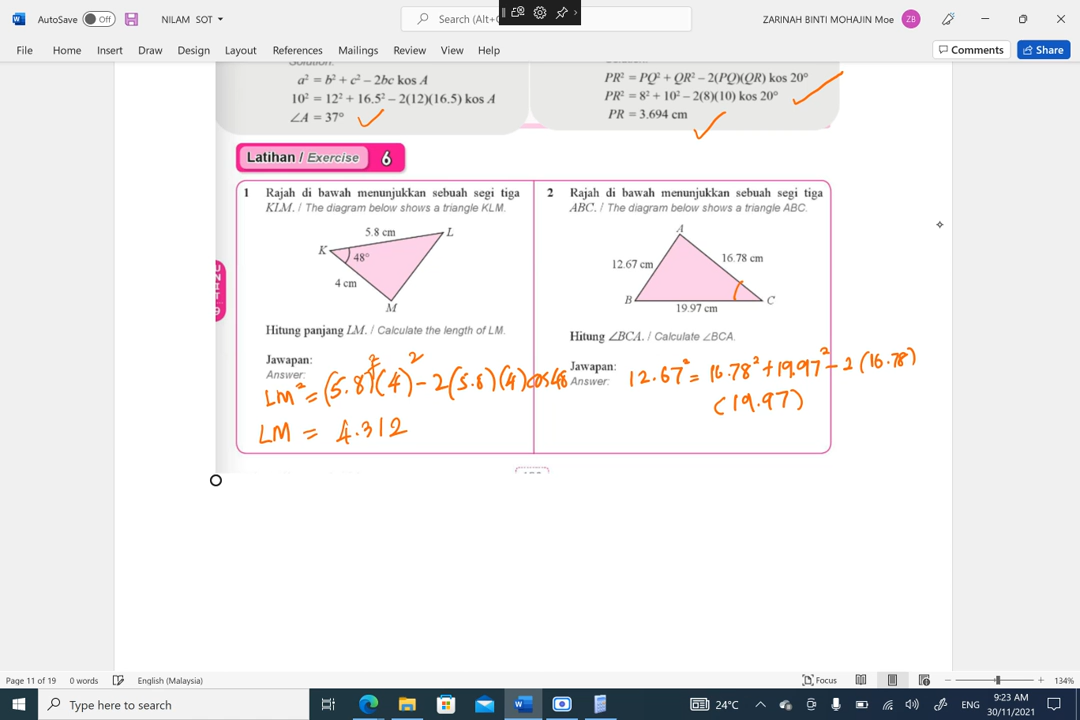 AutoSave Off NILAM SOT Search (Alt+ ZARINAH BINTI MOHAJIN Moe ZB
File Home Insert Draw Design Layout References Mailings Review View Help Comments Share
a² = b² + c² – 2bc kos A
10² = 12² + 16.5² – 2(12)(16.5) kos A
∠A = 37°
PR² = PQ² + QR² – 2(PQ)(QR) kos 20°
PR² = 8² + 10² – 2(8)(10) kos 20°
PR = 3.694 cm
Latihan / Exercise 6
1 Rajah di bawah menunjukkan sebuah segi tiga
KLM. / The diagram below shows a triangle KLM.
5.8 cm
L
K
48°
4 cm
M
Hitung panjang LM. / Calculate the length of LM.
Jawapan:
Answer:
LM² = (5.8)²(4)² – 2(5.8)(4)cos48
LM = 4.312
2 Rajah di bawah menunjukkan sebuah segi tiga
ABC. / The diagram below shows a triangle ABC.
A
12.67 cm
16.78 cm
B
C
19.97 cm
Hitung ∠BCA. / Calculate ∠BCA.
Jawapan:
Answer:
12.67² = 16.78² + 19.97² – 2(16.78)
(19.97)
Page 11 of 19 0 words English (Malaysia) Focus 134%
Type here to search 24°C ENG 9:23 AM
30/11/2021